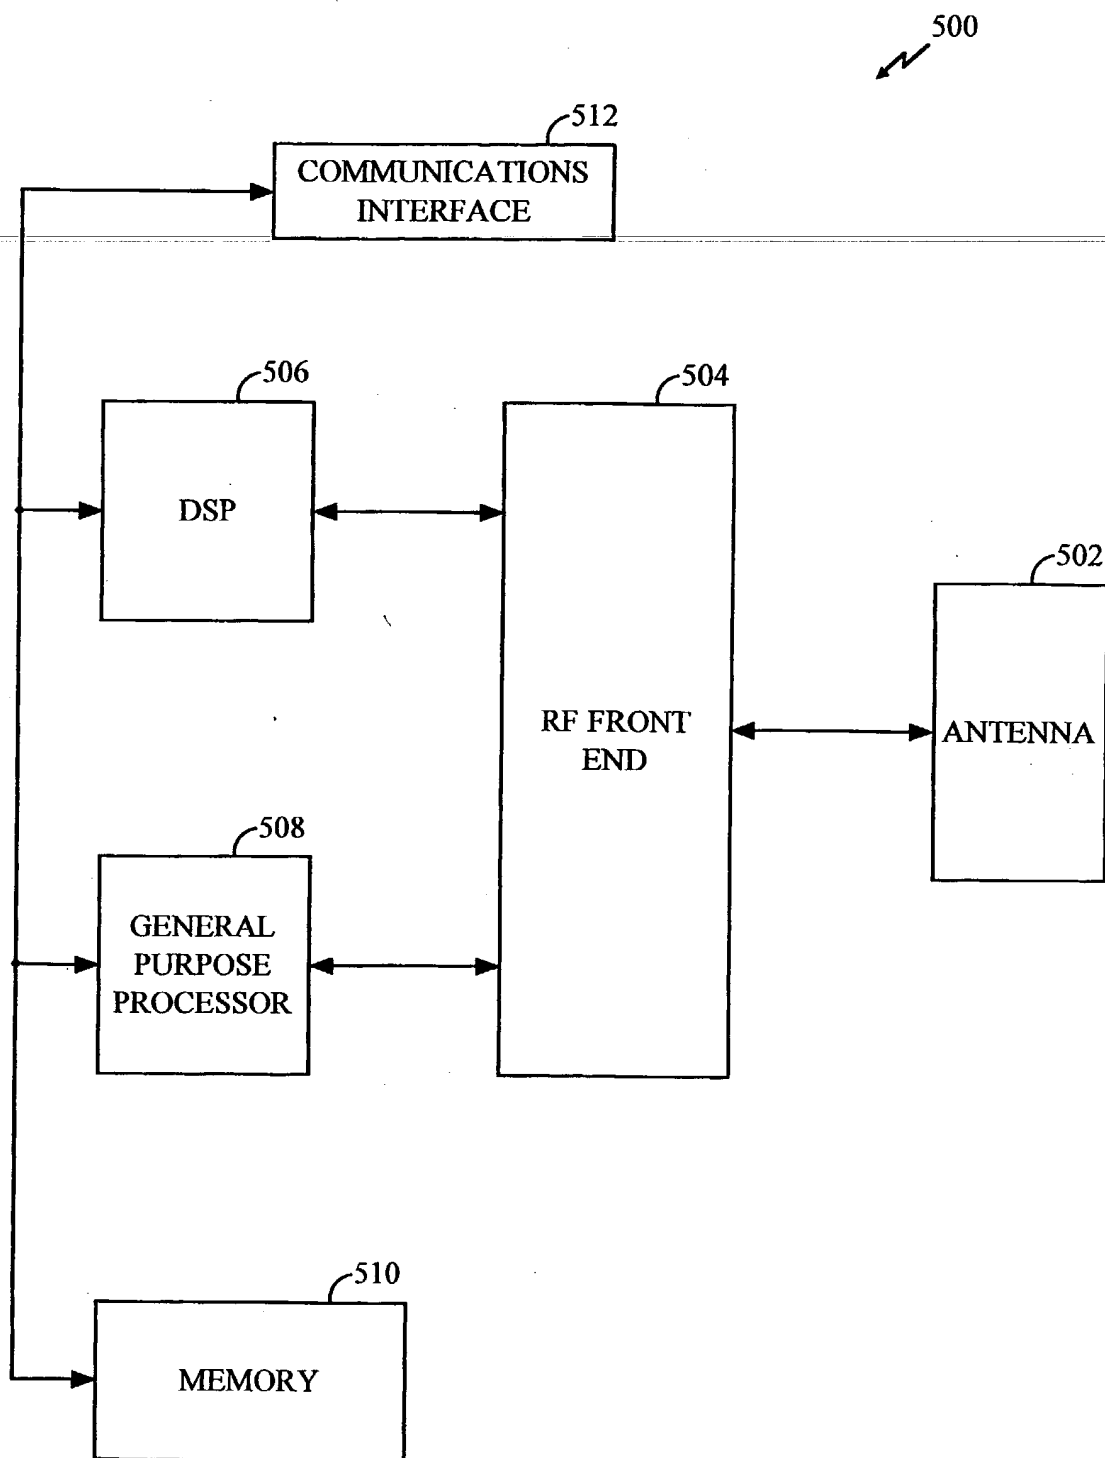 500
512
COMMUNICATIONS
INTERFACE
506
504
DSP
502
RF FRONT
END
ANTENNA
508
GENERAL
PURPOSE
PROCESSOR
510
MEMORY